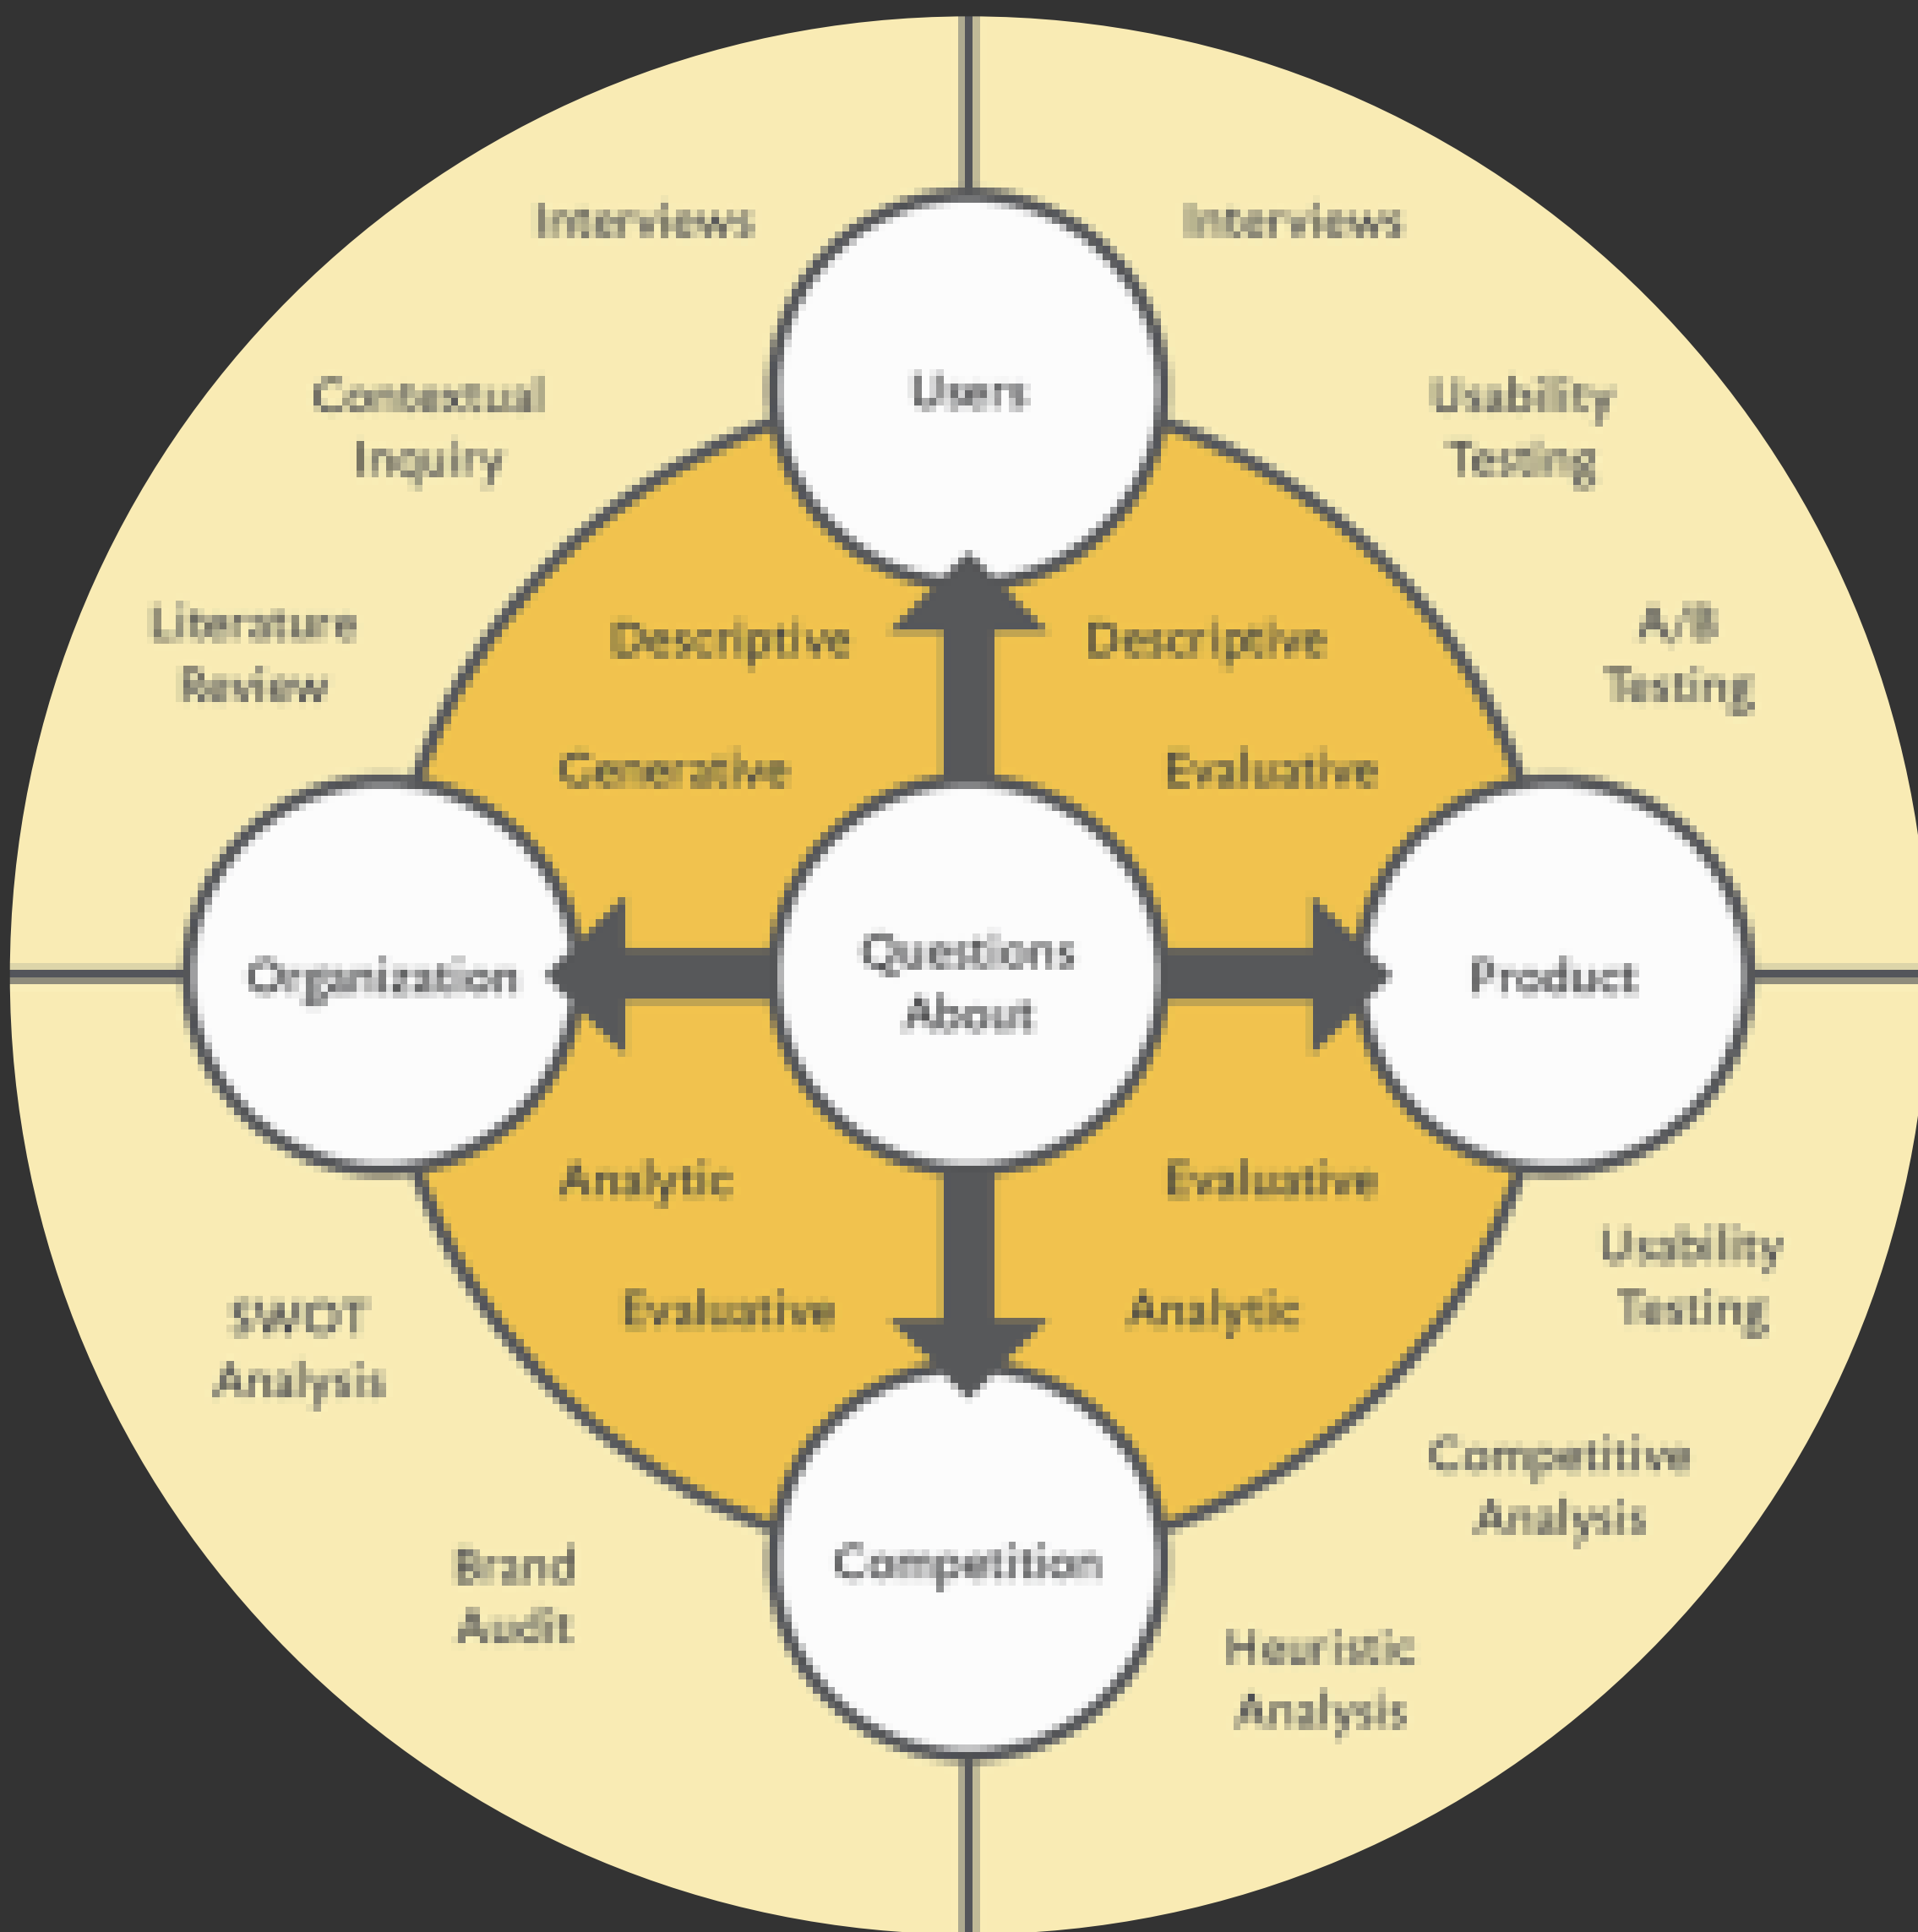 Interviews
Interviews
Users
Contextual
Inquiry
Usability
Testing
Literature
Review
Descriptive
Descriptive
A/B
Testing
Generative
Evaluative
Organization
Questions
About
Product
Analytic
Evaluative
Usability
Testing
SWOT
Analysis
Evaluative
Analytic
Competitive
Analysis
Brand
Audit
Competition
Heuristic
Analysis